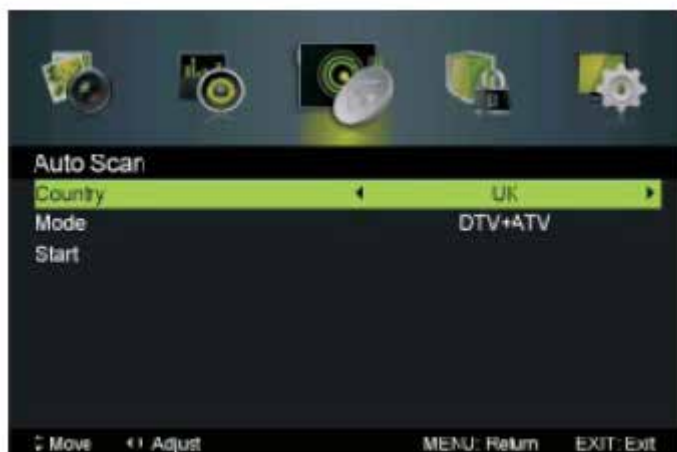 Auto Scan
Country UK
Mode DTV+ATV
Start
Move Adjust MENU: Return EXIT: Exit